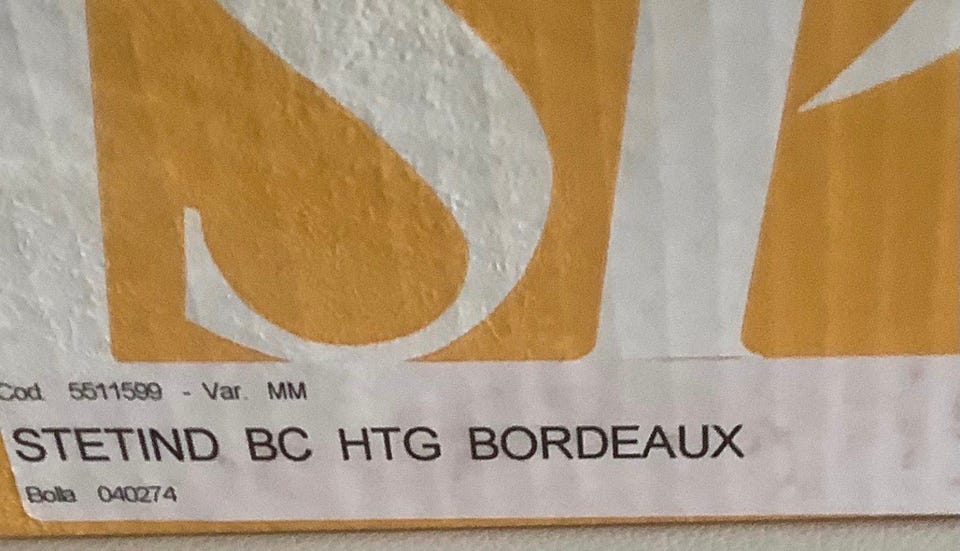 S
Cod. 5511599 - Var. MM
STETIND BC HTG BORDEAUX
Bolla 040274